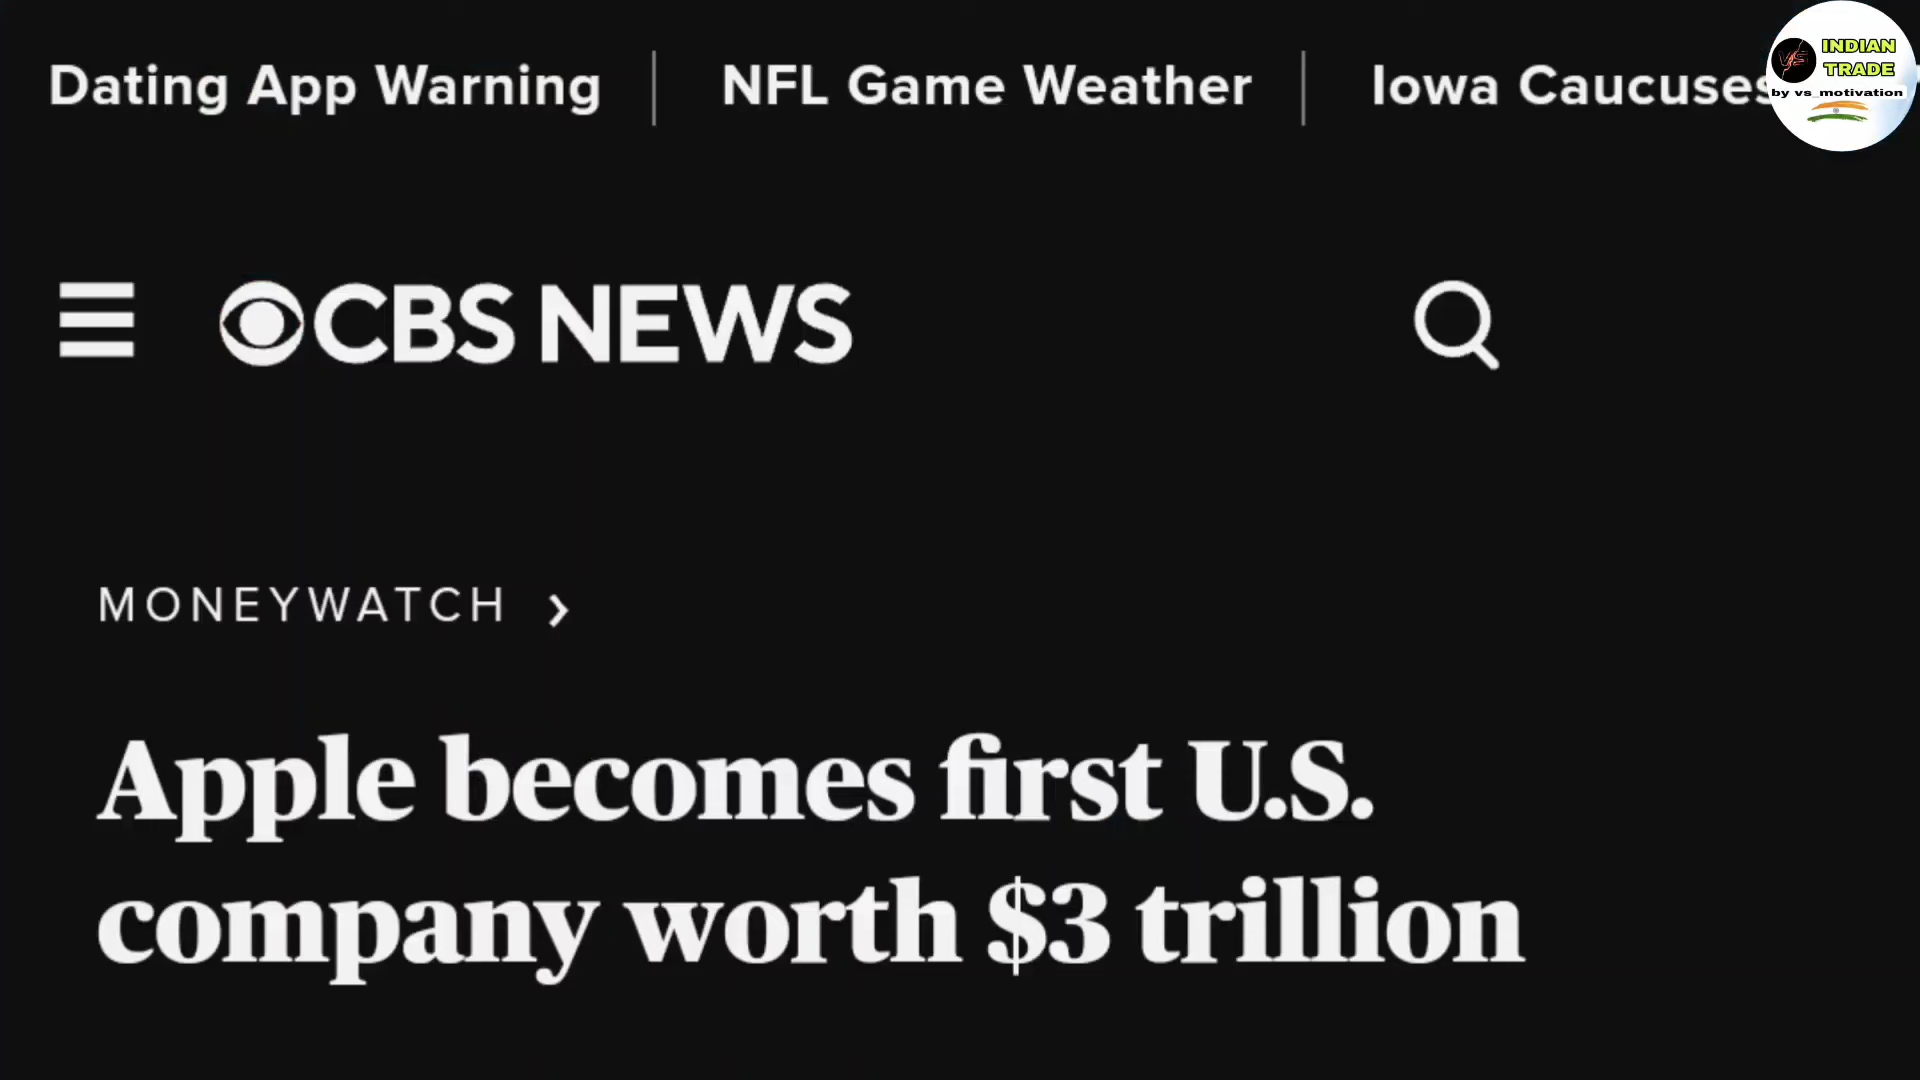 Dating App Warning
NFL Game Weather
Iowa Caucuses
INDIAN
TRADE
by vs_motivation
CBS NEWS
MONEYWATCH
Apple becomes first U.S.
company worth $3 trillion